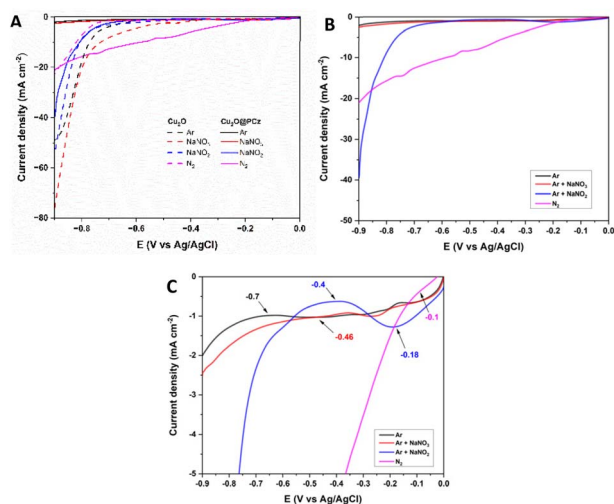 A
Current density (mA cm⁻²)
0
-20
-40
-60
-80
-0.8
-0.6
-0.4
-0.2
0.0
E (V vs Ag/AgCl)
Cu₂O Cu₂O@PCz
Ar Ar
NaNO₃ NaNO₃
NaNO₂ NaNO₂
N₂ N₂
B
Current density (mA cm⁻²)
0
-10
-20
-30
-40
-50
-0.9 -0.8 -0.7 -0.6 -0.5 -0.4 -0.3 -0.2 -0.1 0.0
E (V vs Ag/AgCl)
Ar
Ar + NaNO₃
Ar + NaNO₂
N₂
C
Current density (mA cm⁻²)
0
-1
-2
-3
-4
-5
-0.7
-0.4
-0.46
-0.18
-0.1
Ar
Ar + NaNO₃
Ar + NaNO₂
N₂
-0.9 -0.8 -0.7 -0.6 -0.5 -0.4 -0.3 -0.2 -0.1 0.0
E (V vs Ag/AgCl)